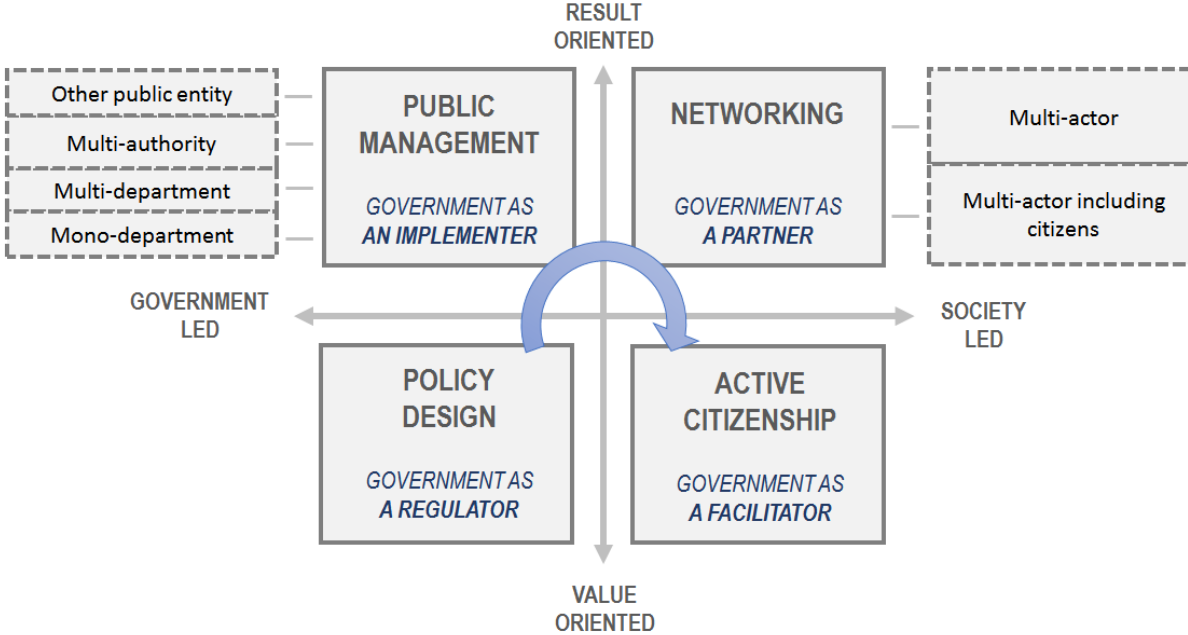 RESULT
ORIENTED
Other public entity
Multi-authority
Multi-department
Mono-department
PUBLIC
MANAGEMENT
GOVERNMENT AS
AN IMPLEMENTER
NETWORKING
GOVERNMENT AS
A PARTNER
Multi-actor
Multi-actor including
citizens
GOVERNMENT
LED
SOCIETY
LED
POLICY
DESIGN
GOVERNMENT AS
A REGULATOR
ACTIVE
CITIZENSHIP
GOVERNMENT AS
A FACILITATOR
VALUE
ORIENTED